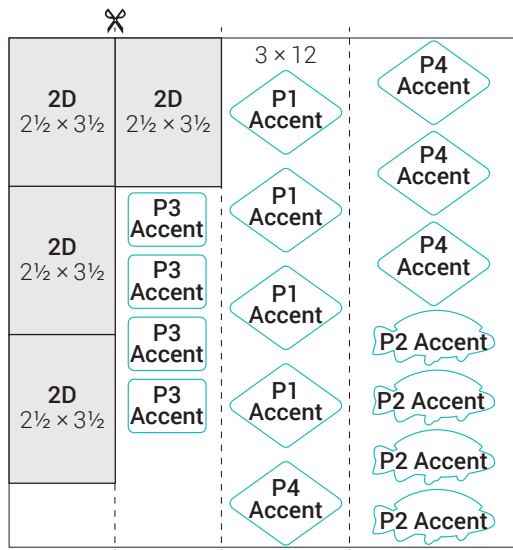 2D
2½ × 3½
2D
2½ × 3½
2D
2½ × 3½
2D
2½ × 3½
P3
Accent
P3
Accent
P3
Accent
P3
Accent
3 × 12
P1
Accent
P1
Accent
P1
Accent
P1
Accent
P4
Accent
P4
Accent
P4
Accent
P4
Accent
P2 Accent
P2 Accent
P2 Accent
P2 Accent